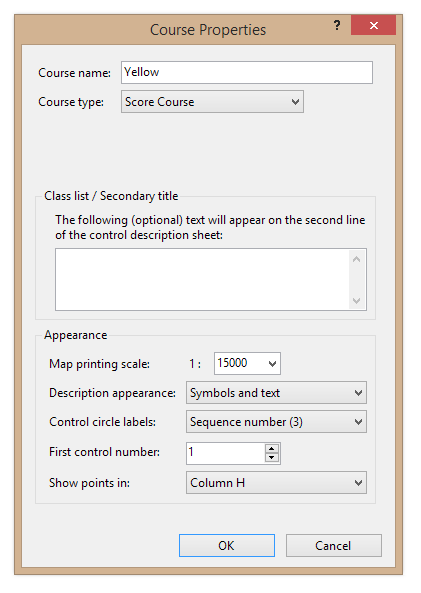 Course Properties
?
Course name: Yellow
Course type: Score Course
Class list / Secondary title
The following (optional) text will appear on the second line
of the control description sheet:
Appearance
Map printing scale: 1 : 15000
Description appearance: Symbols and text
Control circle labels: Sequence number (3)
First control number: 1
Show points in: Column H
OK Cancel